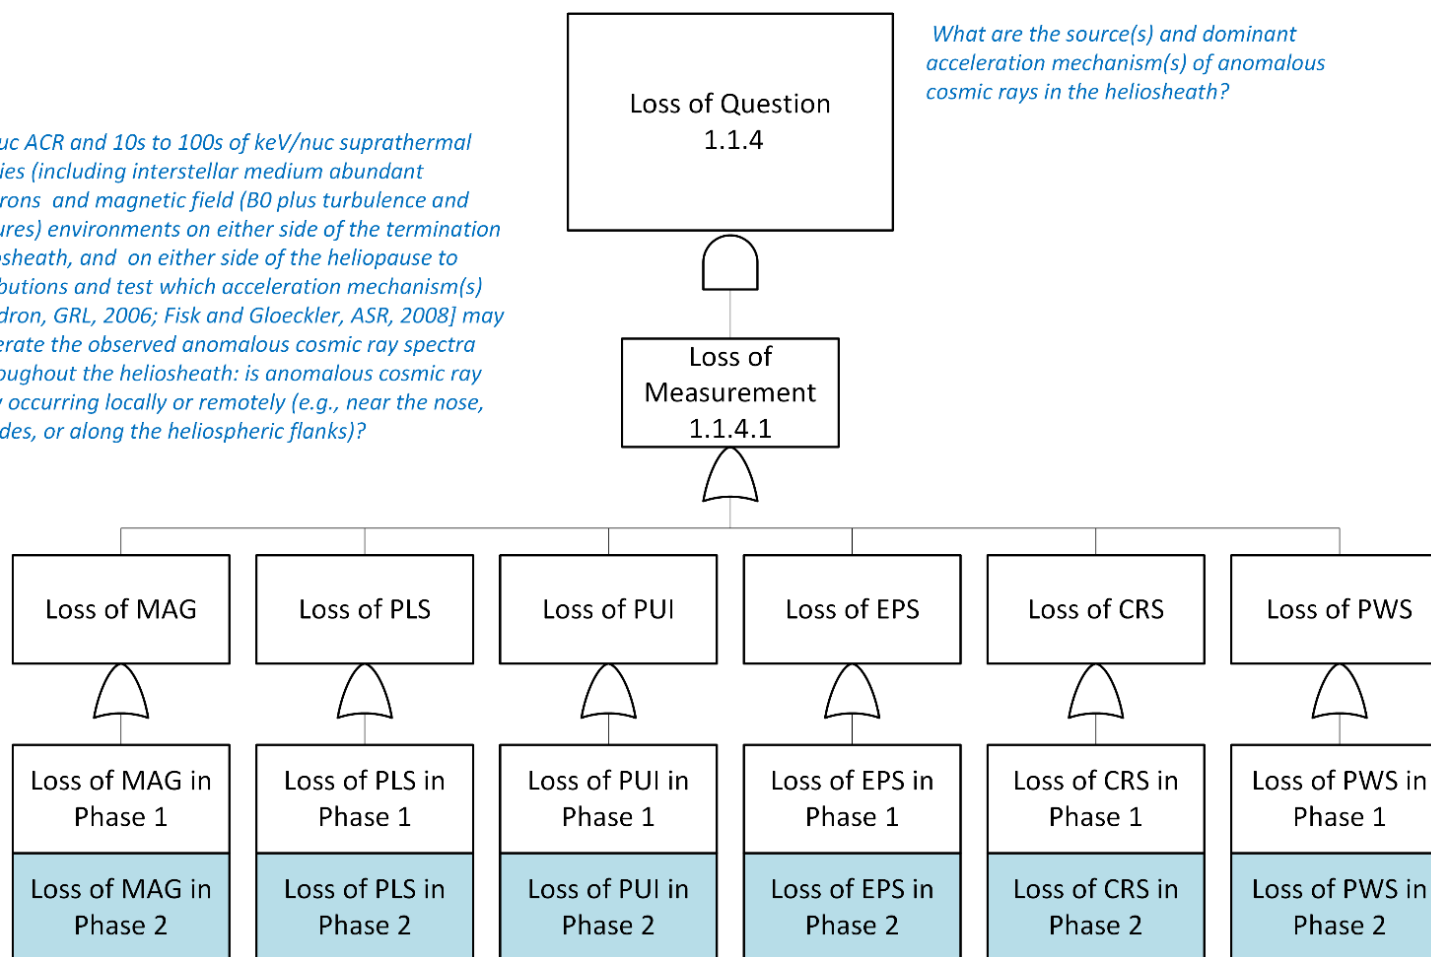 Loss of Question
1.1.4
What are the source(s) and dominant
acceleration mechanism(s) of anomalous
cosmic rays in the heliosheath?
uc ACR and 10s to 100s of keV/nuc suprathermal
ies (including interstellar medium abundant
rons and magnetic field (B0 plus turbulence and
ures) environments on either side of the termination
osheath, and on either side of the heliopause to
butions and test which acceleration mechanism(s)
dron, GRL, 2006; Fisk and Gloeckler, ASR, 2008] may
erate the observed anomalous cosmic ray spectra
oughout the heliosheath: is anomalous cosmic ray
y occurring locally or remotely (e.g., near the nose,
des, or along the heliospheric flanks)?
Loss of
Measurement
1.1.4.1
Loss of MAG
Loss of PLS
Loss of PUI
Loss of EPS
Loss of CRS
Loss of PWS
Loss of MAG in
Phase 1
Loss of PLS in
Phase 1
Loss of PUI in
Phase 1
Loss of EPS in
Phase 1
Loss of CRS in
Phase 1
Loss of PWS in
Phase 1
Loss of MAG in
Phase 2
Loss of PLS in
Phase 2
Loss of PUI in
Phase 2
Loss of EPS in
Phase 2
Loss of CRS in
Phase 2
Loss of PWS in
Phase 2